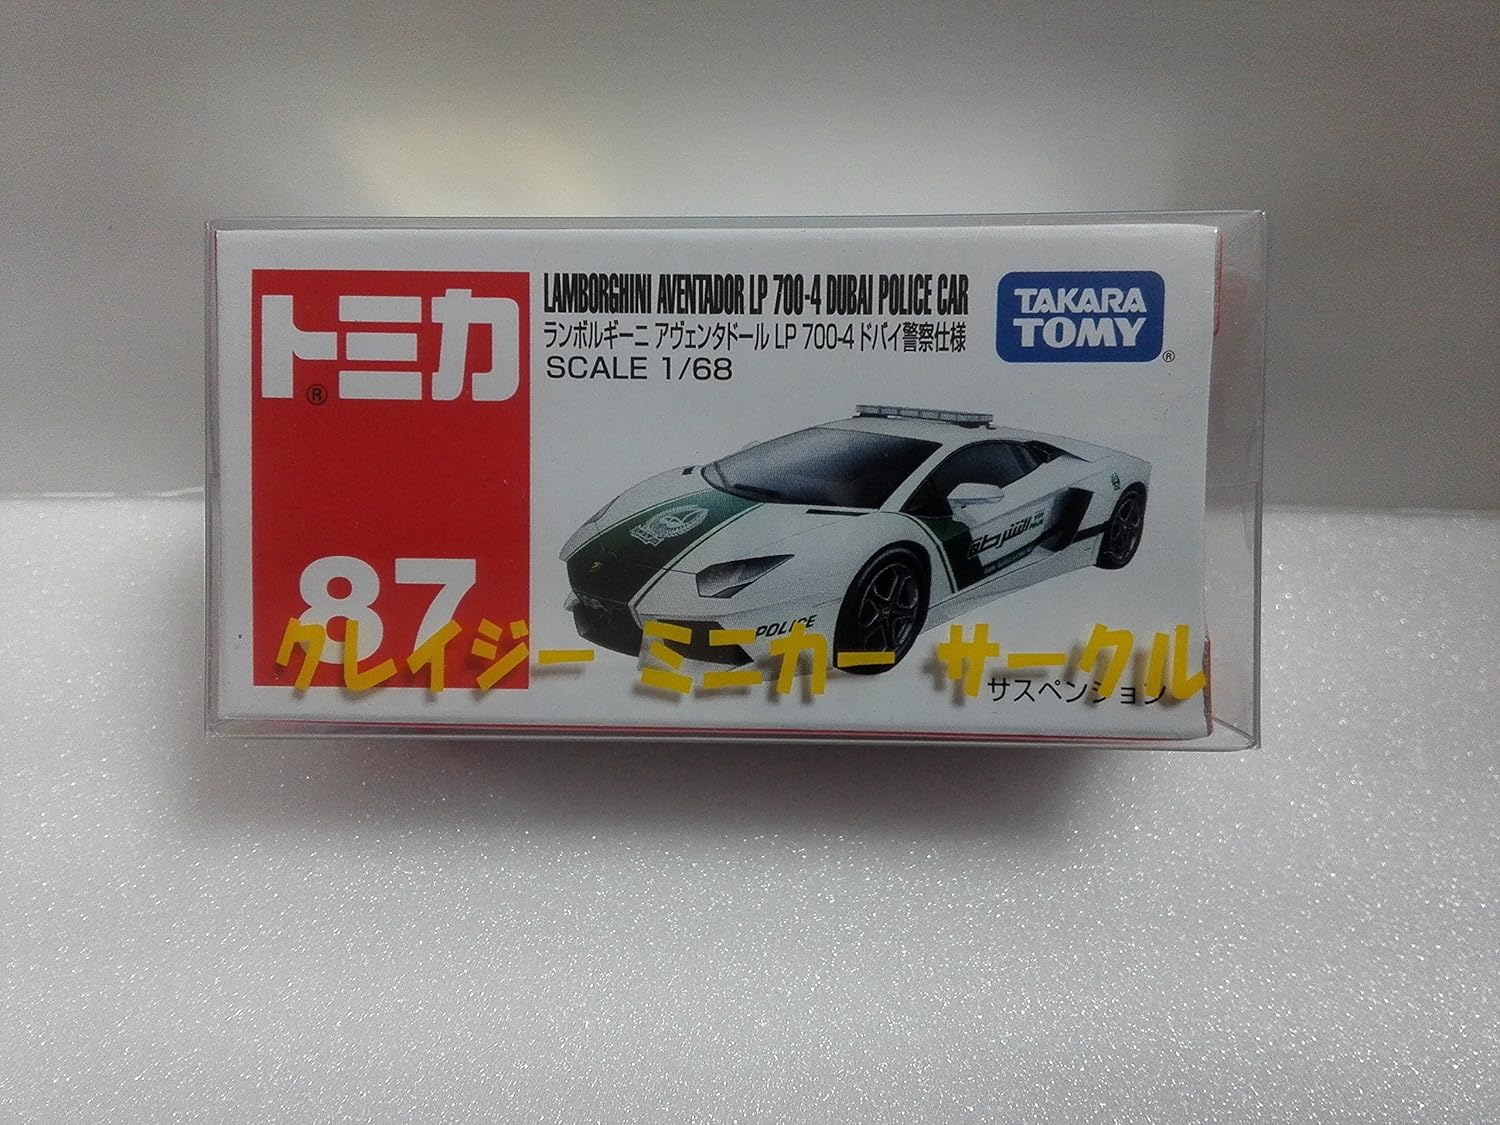 トミカ®
LAMBORGHINI AVENTADOR LP 700-4 DUBAI POLICE CAR
ランボルギーニ アヴェンタドール LP 700-4 ドバイ警察仕様
SCALE 1/68
TAKARA
TOMY®
الشرطة
POLICE
87
クレイジー ミニカー サークル
サスペンション